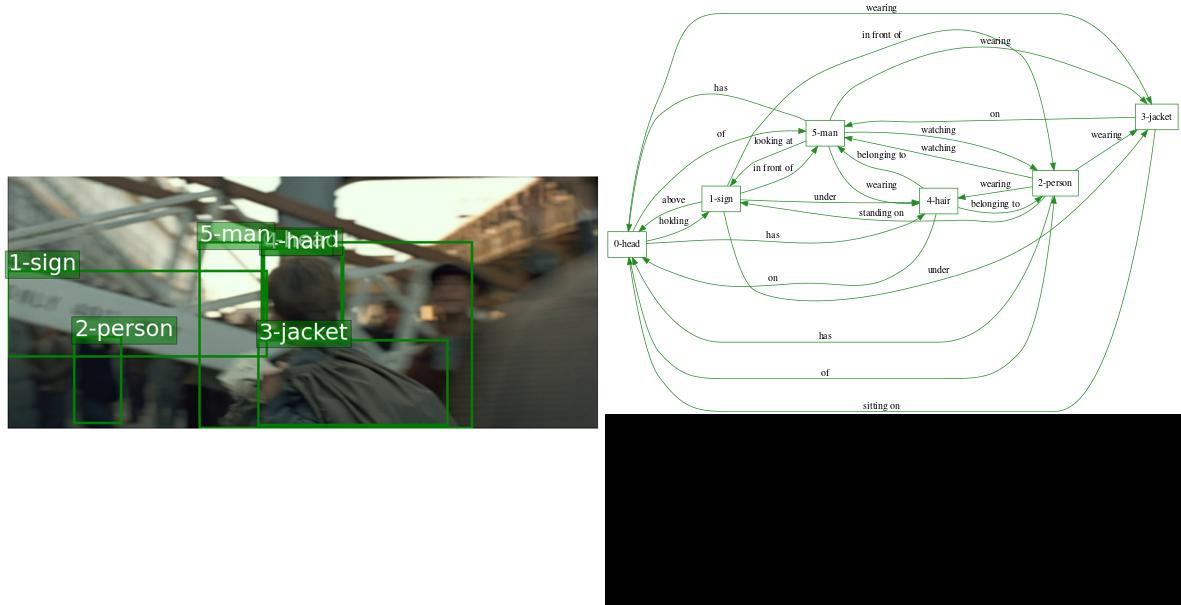 5-man
4-hair
1-sign
2-person
3-jacket
wearing
in front of
wearing
has
3-jacket
on
5-man
of
watching
wearing
looking at
watching
belonging to
in front of
2-person
wearing
wearing
above
1-sign
under
4-hair
belonging to
holding
standing on
0-head
has
under
on
has
of
sitting on